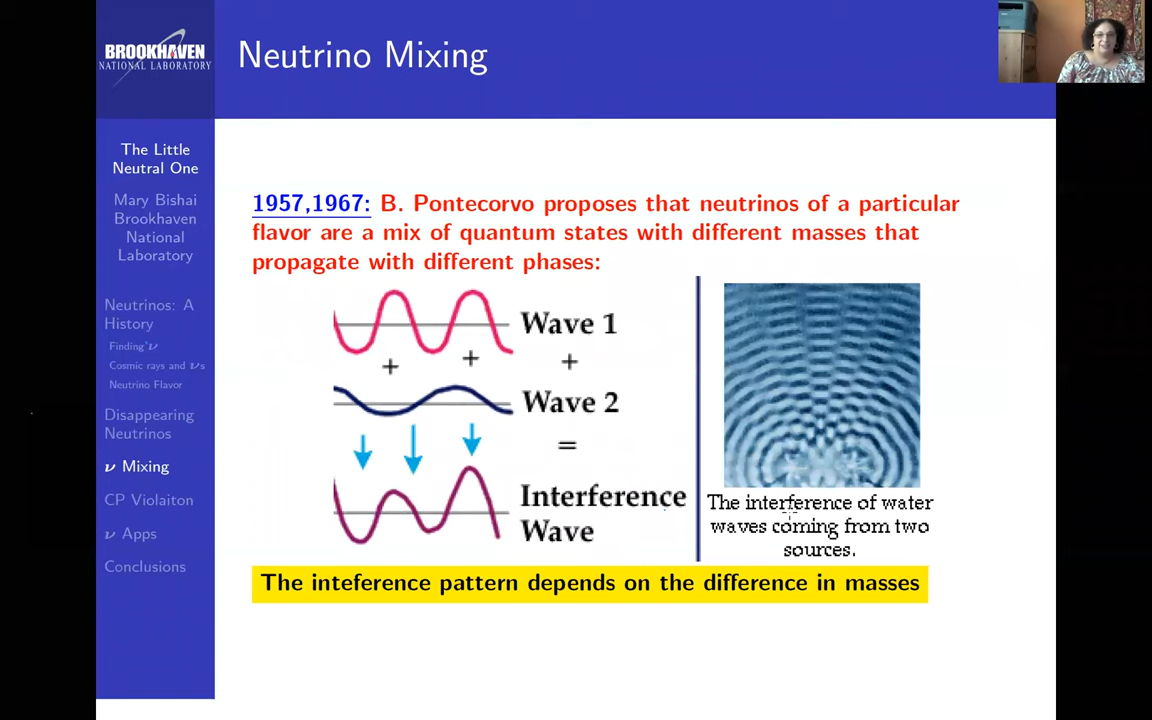 BROOKHAVEN
NATIONAL LABORATORY
Neutrino Mixing
The Little
Neutral One
Mary Bishai
Brookhaven
National
Laboratory
Neutrinos: A
History
Finding ν
Cosmic rays and νs
Neutrino Flavor
Disappearing
Neutrinos
ν Mixing
CP Violaiton
ν Apps
Conclusions
1957,1967: B. Pontecorvo proposes that neutrinos of a particular
flavor are a mix of quantum states with different masses that
propagate with different phases:
Wave 1
+ + +
Wave 2
=
Interference
Wave
The interference of water
waves coming from two
sources.
The inteference pattern depends on the difference in masses